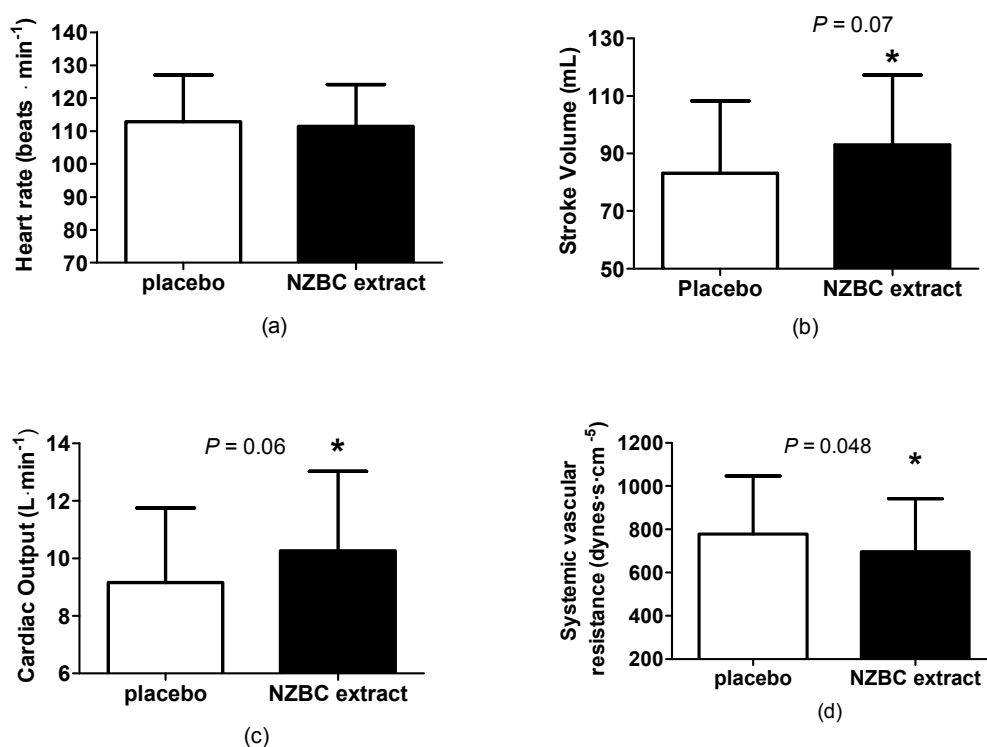 Heart rate (beats · min⁻¹)
140
130
120
110
100
90
80
70
placebo
NZBC extract
(a)
P = 0.07
Stroke Volume (mL)
130
110
90
70
50
*
Placebo
NZBC extract
(b)
Cardiac Output (L·min⁻¹)
14
12
10
8
6
P = 0.06
*
placebo
NZBC extract
(c)
Systemic vascular
resistance (dynes·s·cm⁻⁵)
1200
1000
800
600
400
200
P = 0.048
*
placebo
NZBC extract
(d)